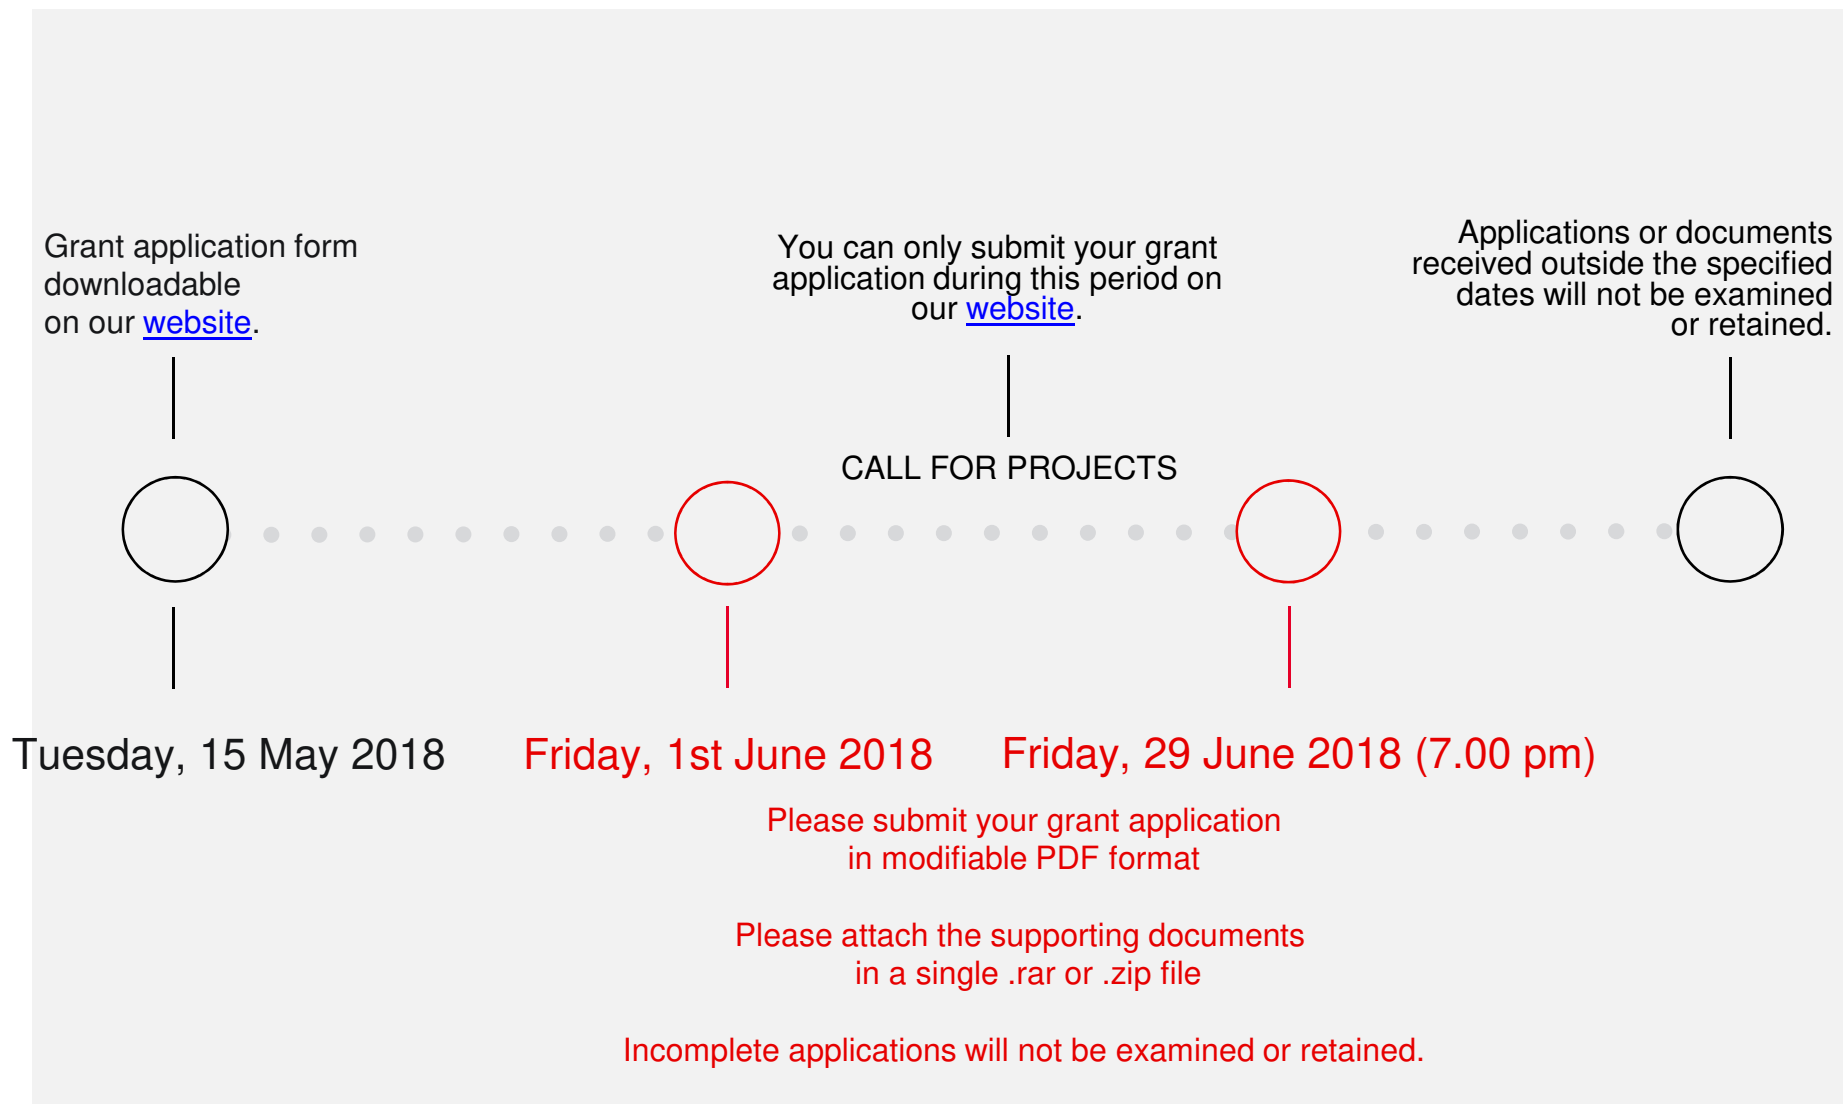 Grant application form
downloadable
on our website.
You can only submit your grant
application during this period on
our website.
Applications or documents
received outside the specified
dates will not be examined
or retained.
CALL FOR PROJECTS
Tuesday, 15 May 2018
Friday, 1st June 2018
Friday, 29 June 2018 (7.00 pm)
Please submit your grant application
in modifiable PDF format
Please attach the supporting documents
in a single .rar or .zip file
Incomplete applications will not be examined or retained.